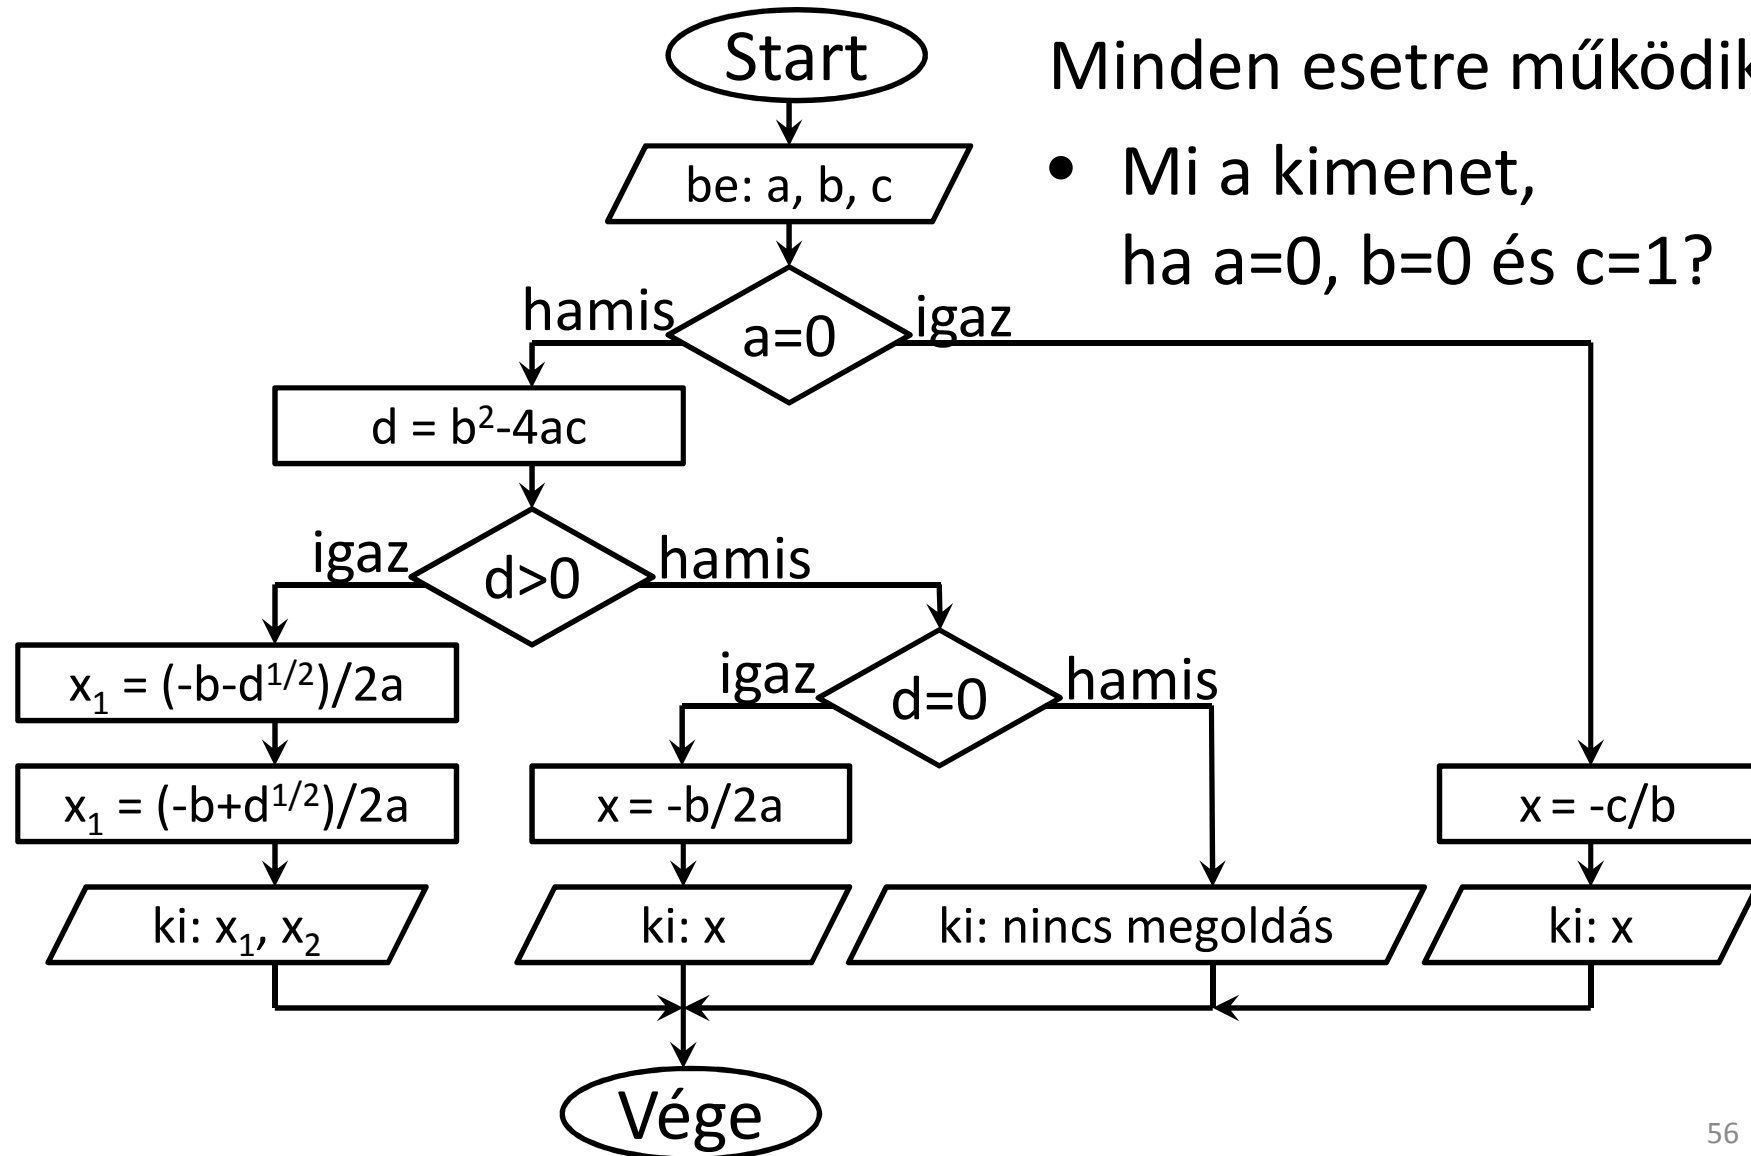 Start
Minden esetre működik
be: a, b, c
• Mi a kimenet,
ha a=0, b=0 és c=1?
hamis
a=0
igaz
d = b²-4ac
igaz
d>0
hamis
x₁ = (-b-d^1/2)/2a
igaz
d=0
hamis
x₁ = (-b+d^1/2)/2a
x = -b/2a
x = -c/b
ki: x₁, x₂
ki: x
ki: nincs megoldás
ki: x
Vége
56